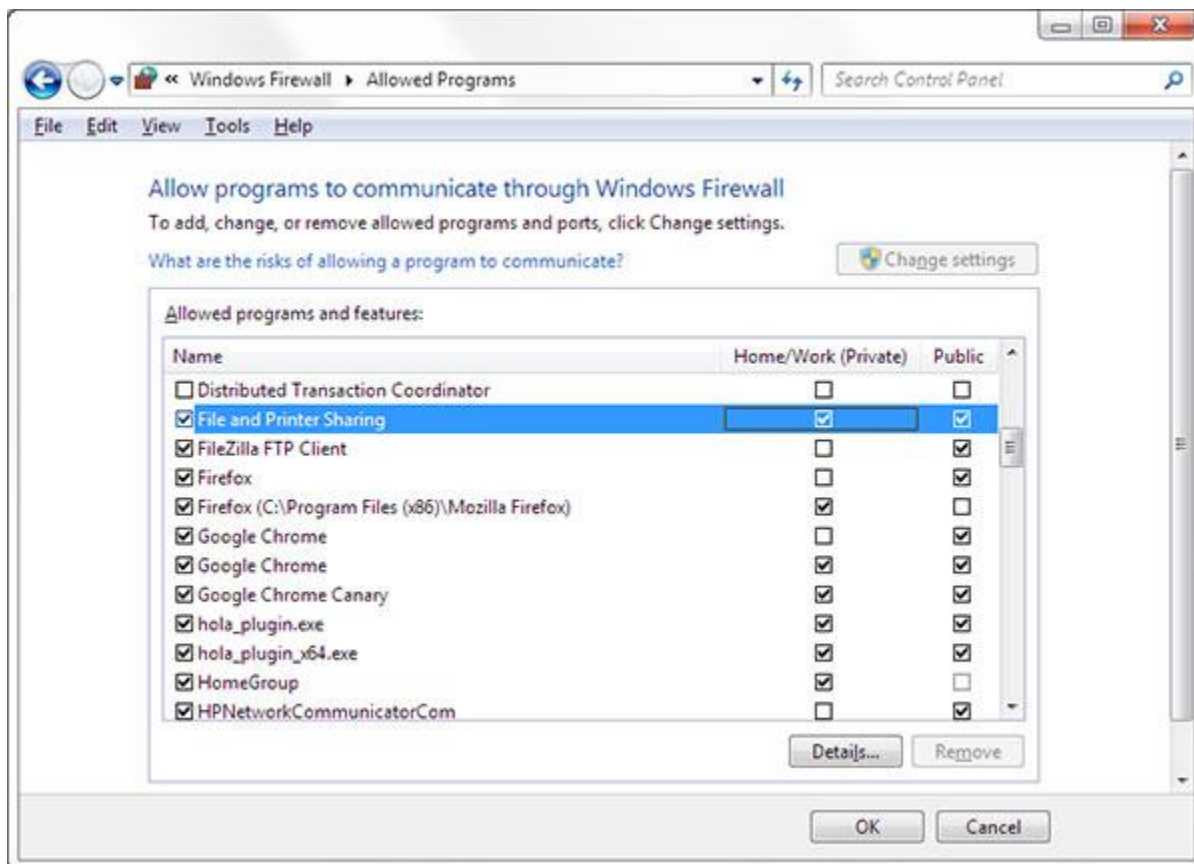 « Windows Firewall ▸ Allowed Programs
Search Control Panel
File Edit View Tools Help
Allow programs to communicate through Windows Firewall
To add, change, or remove allowed programs and ports, click Change settings.
What are the risks of allowing a program to communicate?
Change settings
Allowed programs and features:
Name Home/Work (Private) Public
Distributed Transaction Coordinator
File and Printer Sharing
FileZilla FTP Client
Firefox
Firefox (C:\Program Files (x86)\Mozilla Firefox)
Google Chrome
Google Chrome
Google Chrome Canary
hola_plugin.exe
hola_plugin_x64.exe
HomeGroup
HPNetworkCommunicatorCom
Details... Remove
OK Cancel